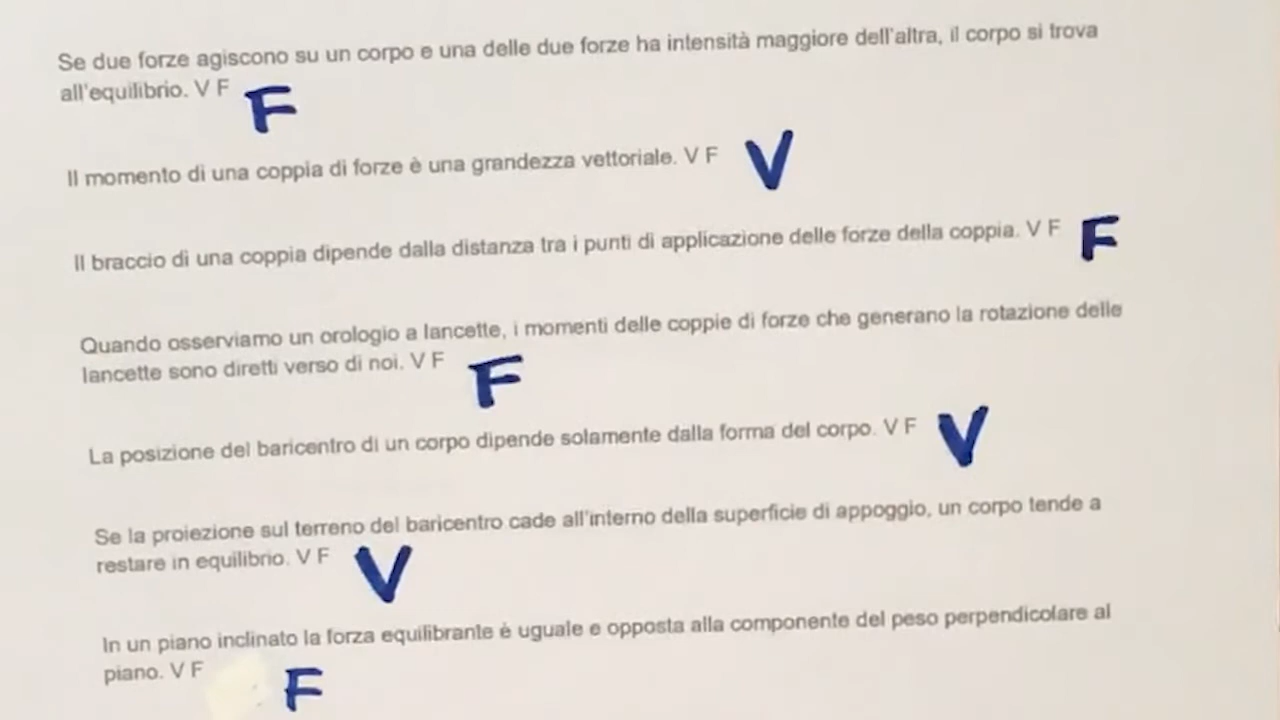 Se due forze agiscono su un corpo e una delle due forze ha intensità maggiore dell'altra, il corpo si trova
all'equilibrio. V F F
Il momento di una coppia di forze è una grandezza vettoriale. V F V
Il braccio di una coppia dipende dalla distanza tra i punti di applicazione delle forze della coppia. V F F
Quando osserviamo un orologio a lancette, i momenti delle coppie di forze che generano la rotazione delle
lancette sono diretti verso di noi. V F F
La posizione del baricentro di un corpo dipende solamente dalla forma del corpo. V F V
Se la proiezione sul terreno del baricentro cade all'interno della superficie di appoggio, un corpo tende a
restare in equilibrio. V F V
In un piano inclinato la forza equilibrante è uguale e opposta alla componente del peso perpendicolare al
piano. V F F